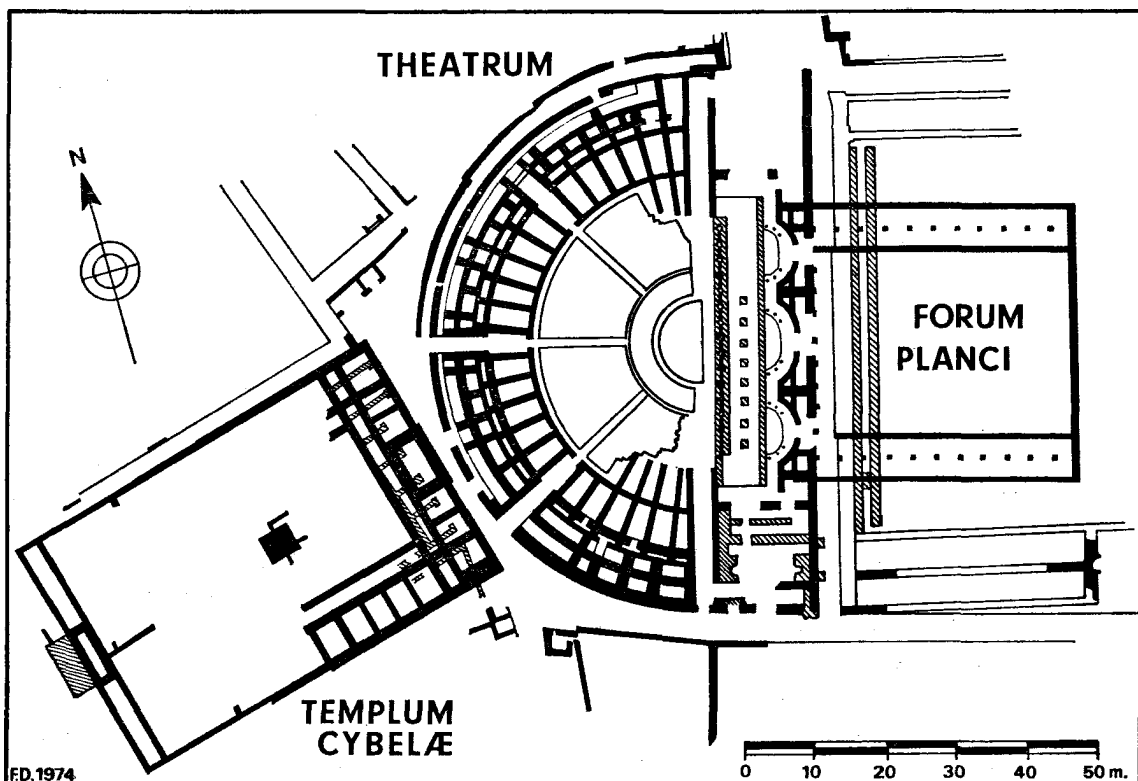 THEATRUM
N
FORUM
PLANCI
TEMPLUM
CYBELÆ
F.D.1974
0 10 20 30 40 50 m.